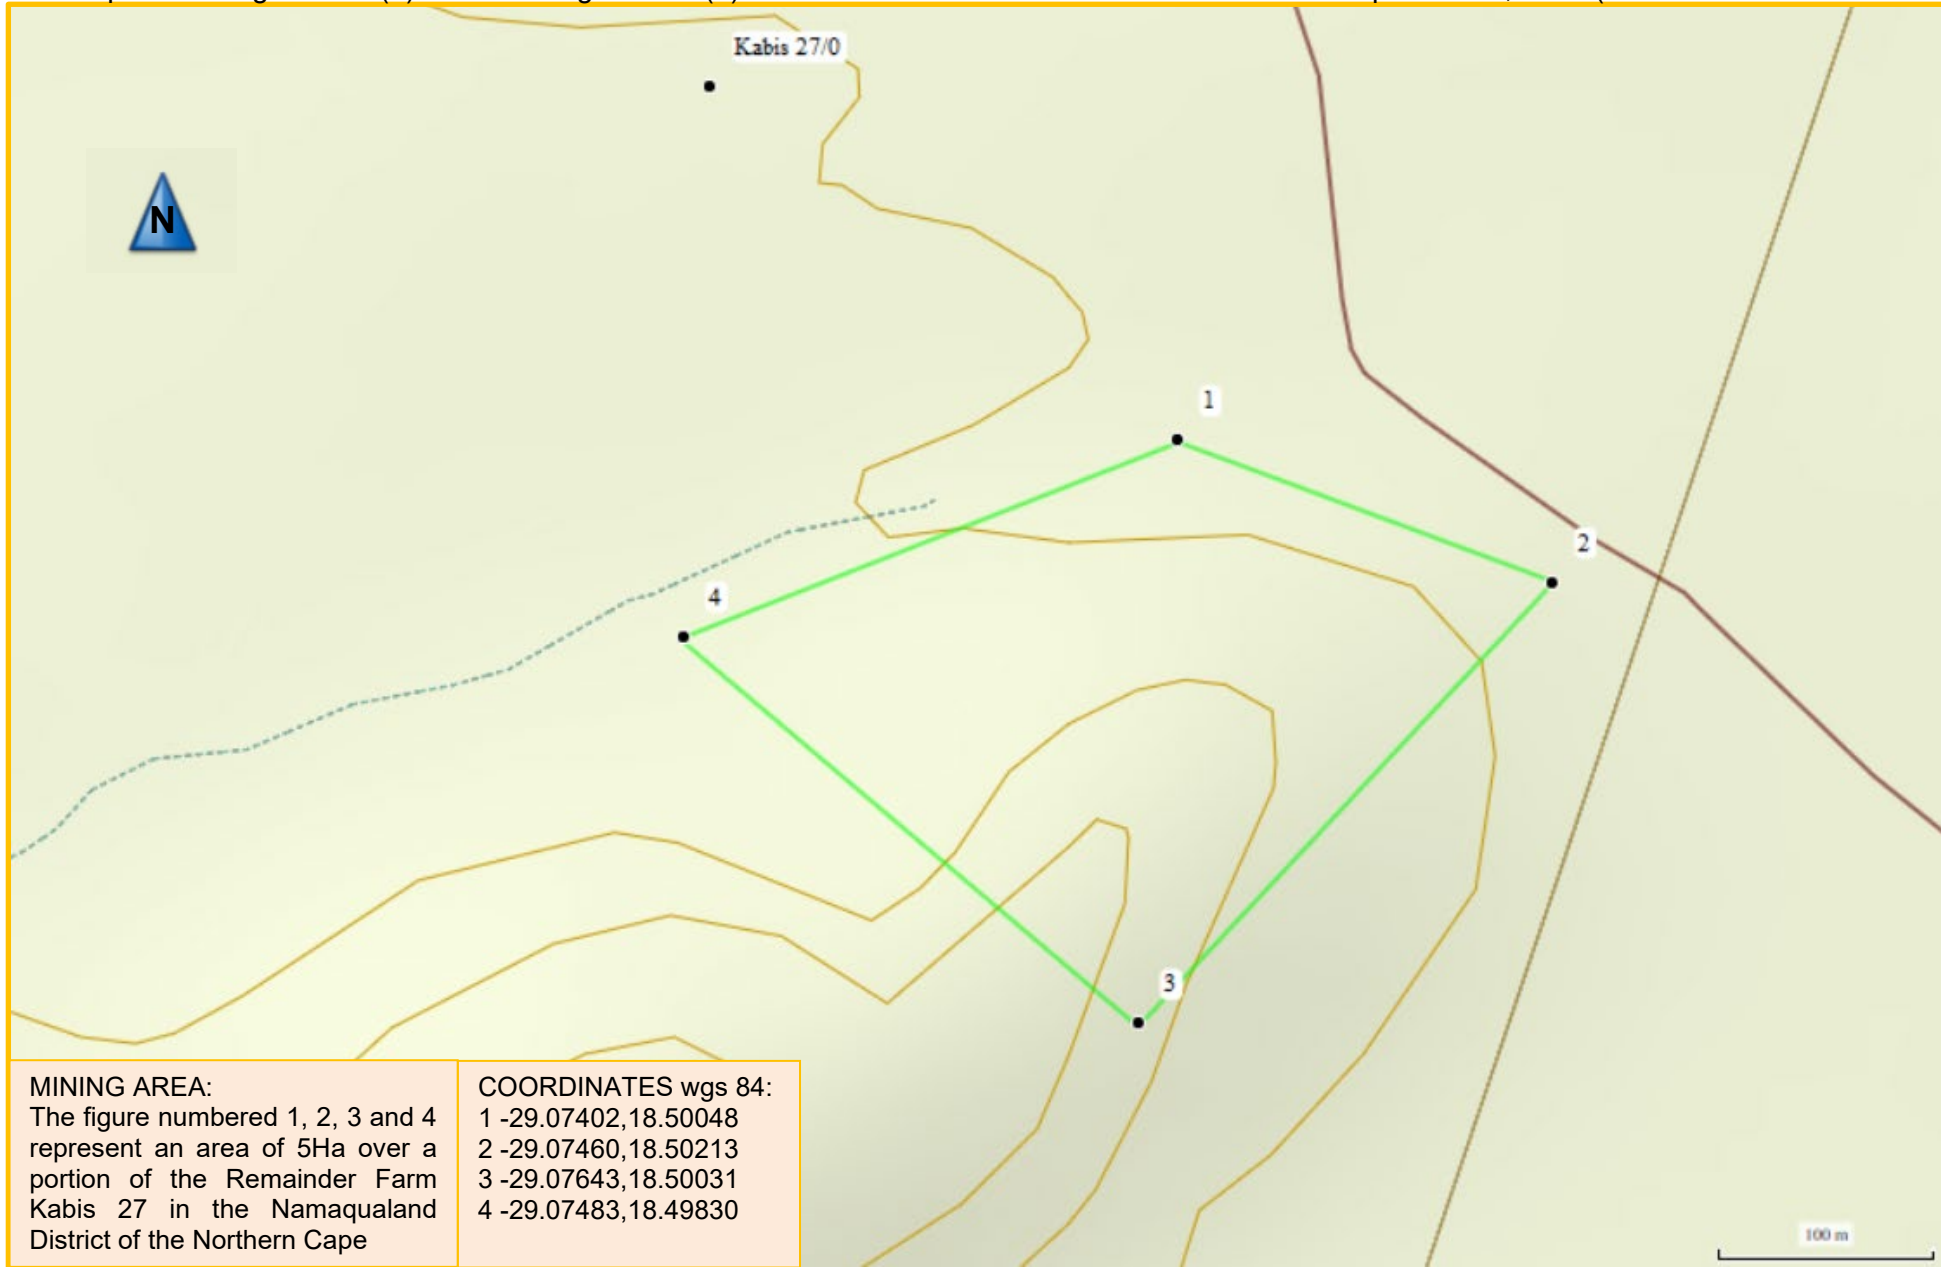 Kabis 27/0
N
1
2
4
3
MINING AREA:
The figure numbered 1, 2, 3 and 4
represent an area of 5Ha over a
portion of the Remainder Farm
Kabis 27 in the Namaqualand
District of the Northern Cape
COORDINATES wgs 84:
1 -29.07402,18.50048
2 -29.07460,18.50213
3 -29.07643,18.50031
4 -29.07483,18.49830
100 m